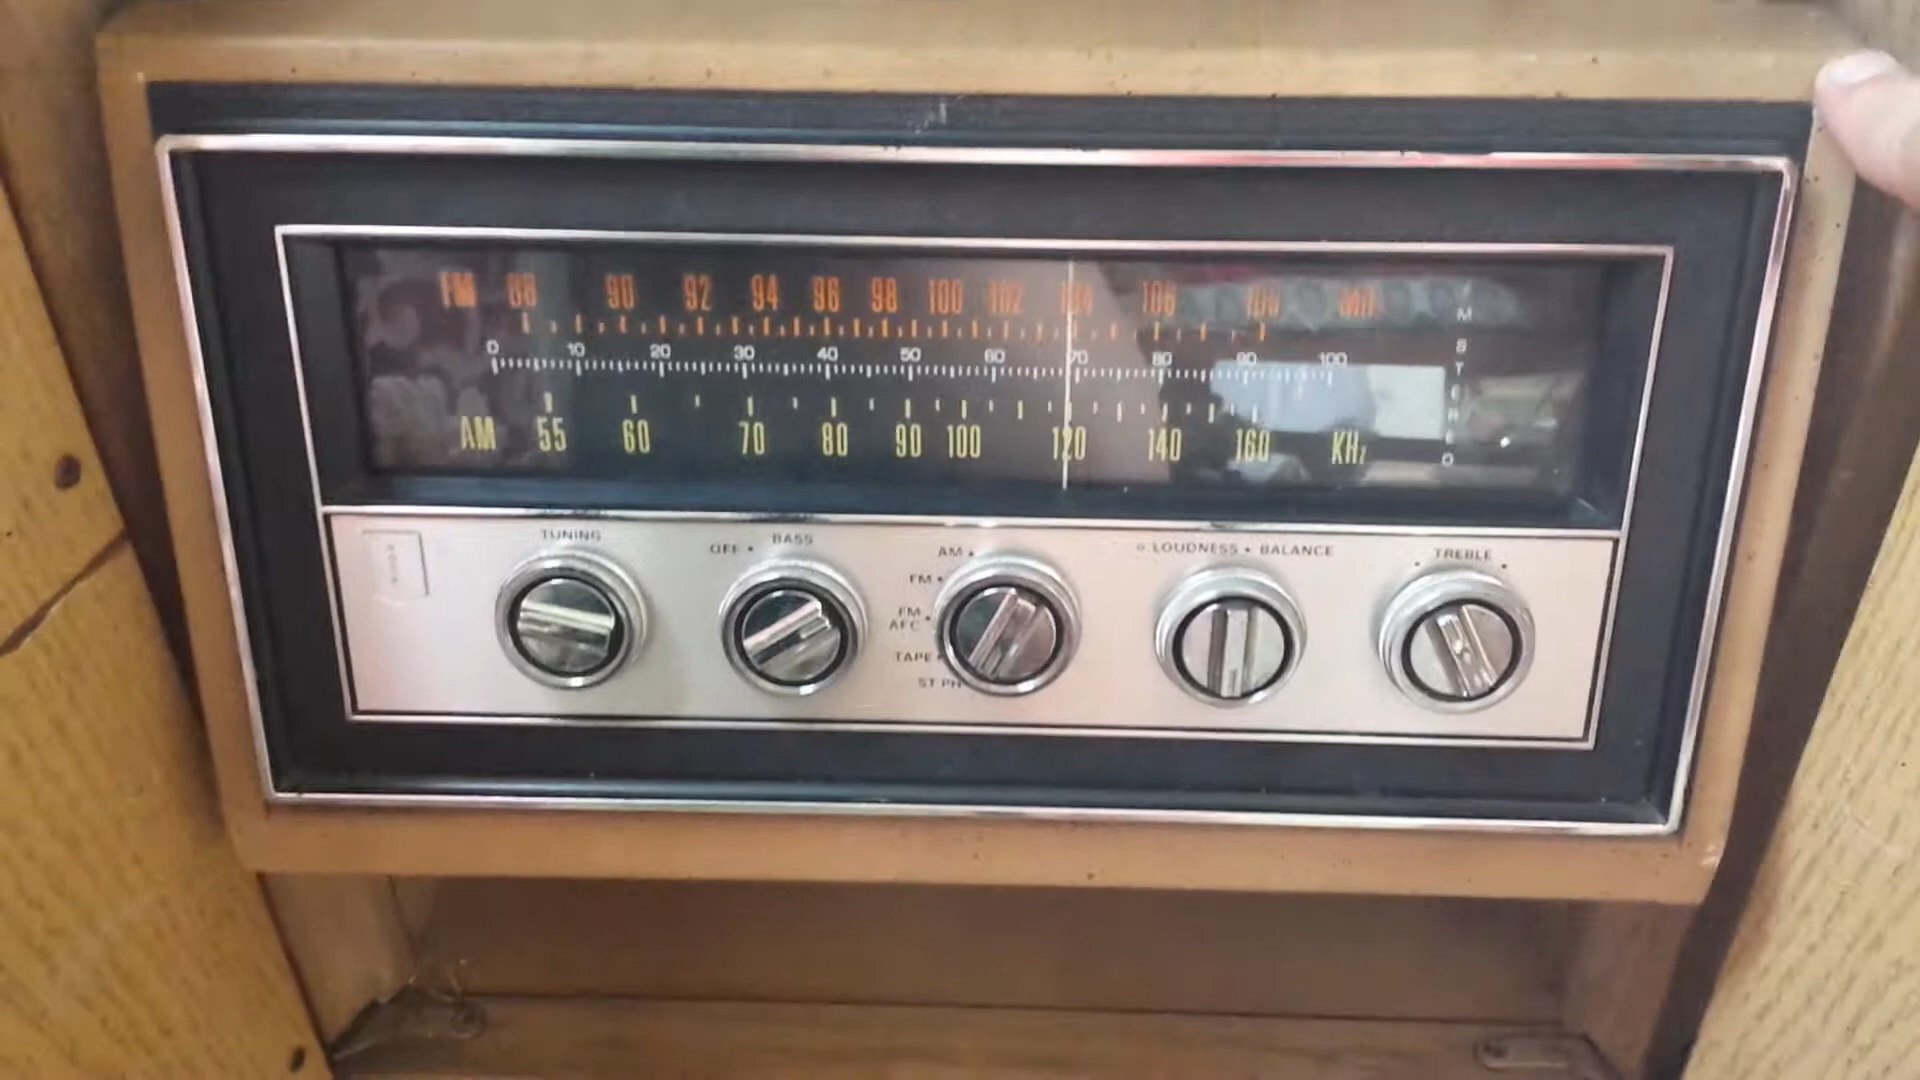 FM 88 90 92 94 96 98 100 102 104 106 108 MHz
0 10 20 30 40 50 60 70 80 90 100
AM 55 60 70 80 90 100 120 140 160 KHz
STEREO
TUNING
OFF • BASS
AM •
FM •
FM
AFC •
TAPE •
ST PH
LOUDNESS • BALANCE
TREBLE